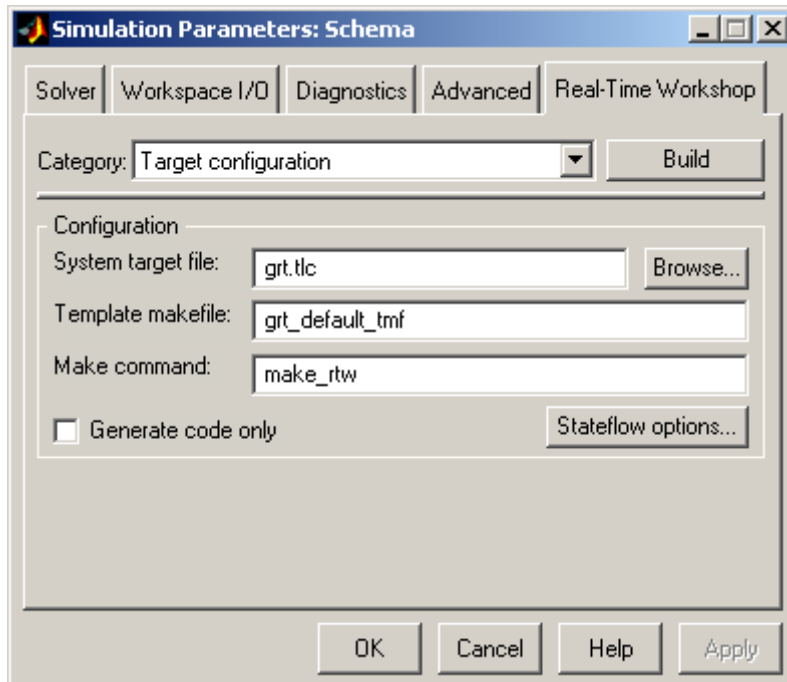 Simulation Parameters: Schema
Solver Workspace I/O Diagnostics Advanced Real-Time Workshop
Category: Target configuration Build
Configuration
System target file: grt.tlc Browse...
Template makefile: grt_default_tmf
Make command: make_rtw
Generate code only Stateflow options...
OK Cancel Help Apply